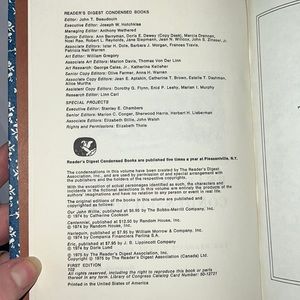 READER'S DIGEST CONDENSED BOOKS
Editor: John T. Beaudouin
Executive Editor: Joseph W. Hotchkiss
Managing Editor: Anthony Wethered
Senior Editors: Ann Berryman, Doris E. Dewey (Copy Desk), Marcia Drennan,
Noel Rae, Robert L. Reynolds, Jane Siepmann, Jean N. Willcox, John S. Zinsser, Jr.
Associate Editors: Istar H. Dole, Barbara J. Morgan, Frances Travis,
Patricia Nell Warren
Art Editor: William Gregory
Associate Art Editors: Marion Davis, Thomas Von Der Linn
Art Research: George Calas, Jr., Katherine Kelleher
Senior Copy Editors: Olive Farmer, Anna H. Warren
Associate Copy Editors: Jean E. Aptakin, Catherine T. Brown, Estelle T. Dashman,
Alice Murtha
Assistant Copy Editors: Dorothy G. Flynn, Enid P. Leahy, Marian I. Murphy
Research: Linn Carl
SPECIAL PROJECTS
Executive Editor: Stanley E. Chambers
Senior Editors: Marion C. Conger, Sherwood Harris, Herbert H. Lieberman
Associate Editors: Elizabeth Gillis, John Walsh
Rights and Permissions: Elizabeth Thoele
Reader's Digest Condensed Books are published five times a year at Pleasantville, N.Y.
The condensations in this volume have been created by The Reader's Digest
Association, Inc., and are used by permission of and special arrangement with
the publishers and the holders of the respective copyrights.
With the exception of actual personages identified as such, the characters and
incidents in the fictional selections in this volume are entirely the products of the
authors' imaginations and have no relation to any person or event in real life.
The original editions of the books in this volume are published and
copyrighted as follows:
Our John Willie, published at $6.95 by The Bobbs-Merrill Company, Inc.
© 1974 by Catherine Cookson
published at $12.50 by Random House, Inc.
© 1974 by Random House, Inc.
Harlequin, published at $8.95 by William Morrow & Company, Inc.
© 1974 by Compania Financiera Perlina S.A.
Eric, published at $7.95 by J. B. Lippincott Company
© 1974 by Doris Lund
© 1975 by The Reader's Digest Association, Inc.
Copyright © 1975 by The Reader's Digest Association (Canada) Ltd.
FIRST EDITION
102
All rights reserved, including the right to reproduce this book or parts
thereof in any form. Library of Congress Catalog Card Number: 50-12721
Printed in the United States of America